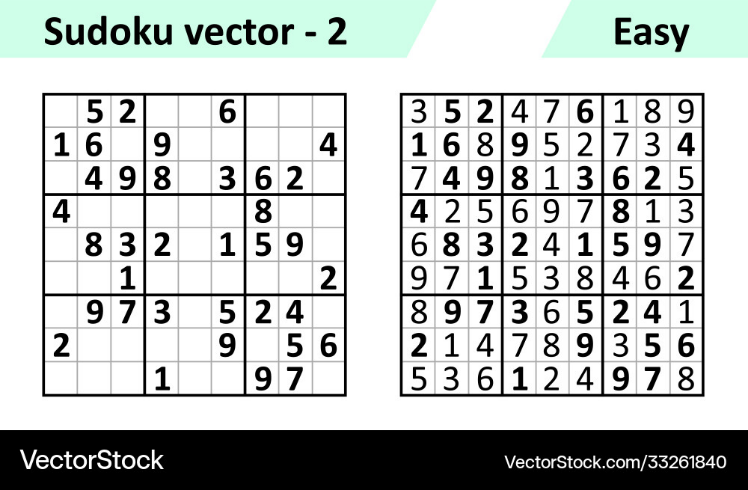 Sudoku vector - 2
Easy
5 2 6
1 6 9 4
4 9 8 3 6 2
4 8
8 3 2 1 5 9
1 2
9 7 3 5 2 4
2 9 5 6
1 9 7
3 5 2 4 7 6 1 8 9
1 6 8 9 5 2 7 3 4
7 4 9 8 1 3 6 2 5
4 2 5 6 9 7 8 1 3
6 8 3 2 4 1 5 9 7
9 7 1 5 3 8 4 6 2
8 9 7 3 6 5 2 4 1
2 1 4 7 8 9 3 5 6
5 3 6 1 2 4 9 7 8
VectorStock
VectorStock.com/33261840